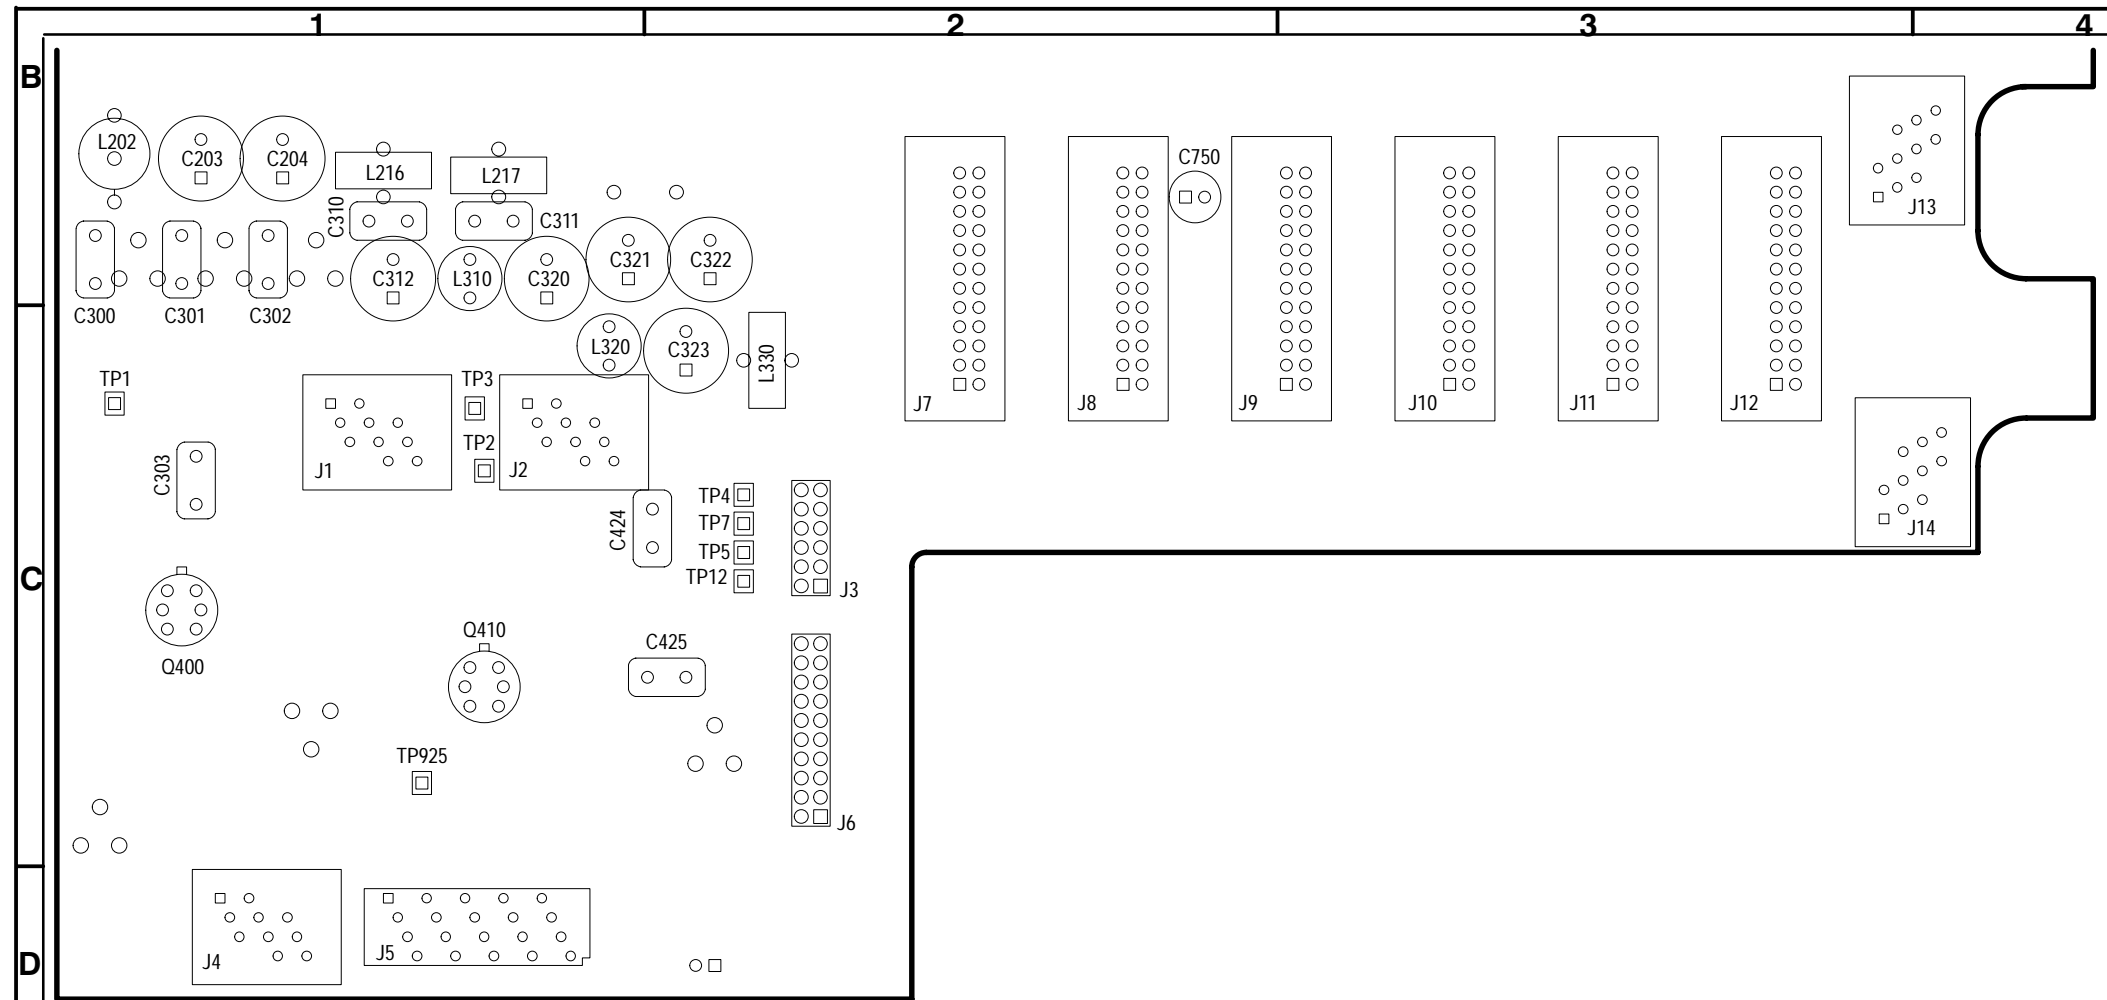 1 2 3 4
B
L202 C203 C204 L216 L217 C750
C310 C311 J13
C312 L310 C320 C321 C322
C300 C301 C302
L320 C323 L330
TP1 TP3
J7 J8 J9 J10 J11 J12
TP2
C303 J1 J2
TP4
TP7
C424 J14
TP5
TP12
C J3
Q410
C425
Q400
TP925
J6
J4 J5
D